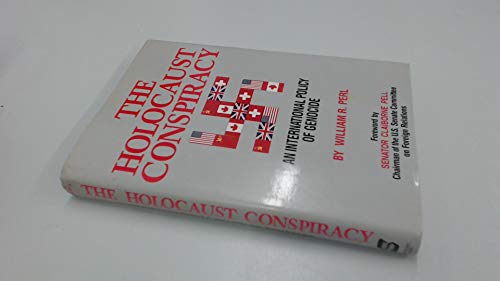 THE
HOLOCAUST
CONSPIRACY
AN INTERNATIONAL POLICY
OF GENOCIDE
BY WILLIAM R. PERL
Foreword by
SENATOR CLAIBORNE PELL
Chairman of the U.S. Senate Committee
on Foreign Relations
THE HOLOCAUST CONSPIRACY